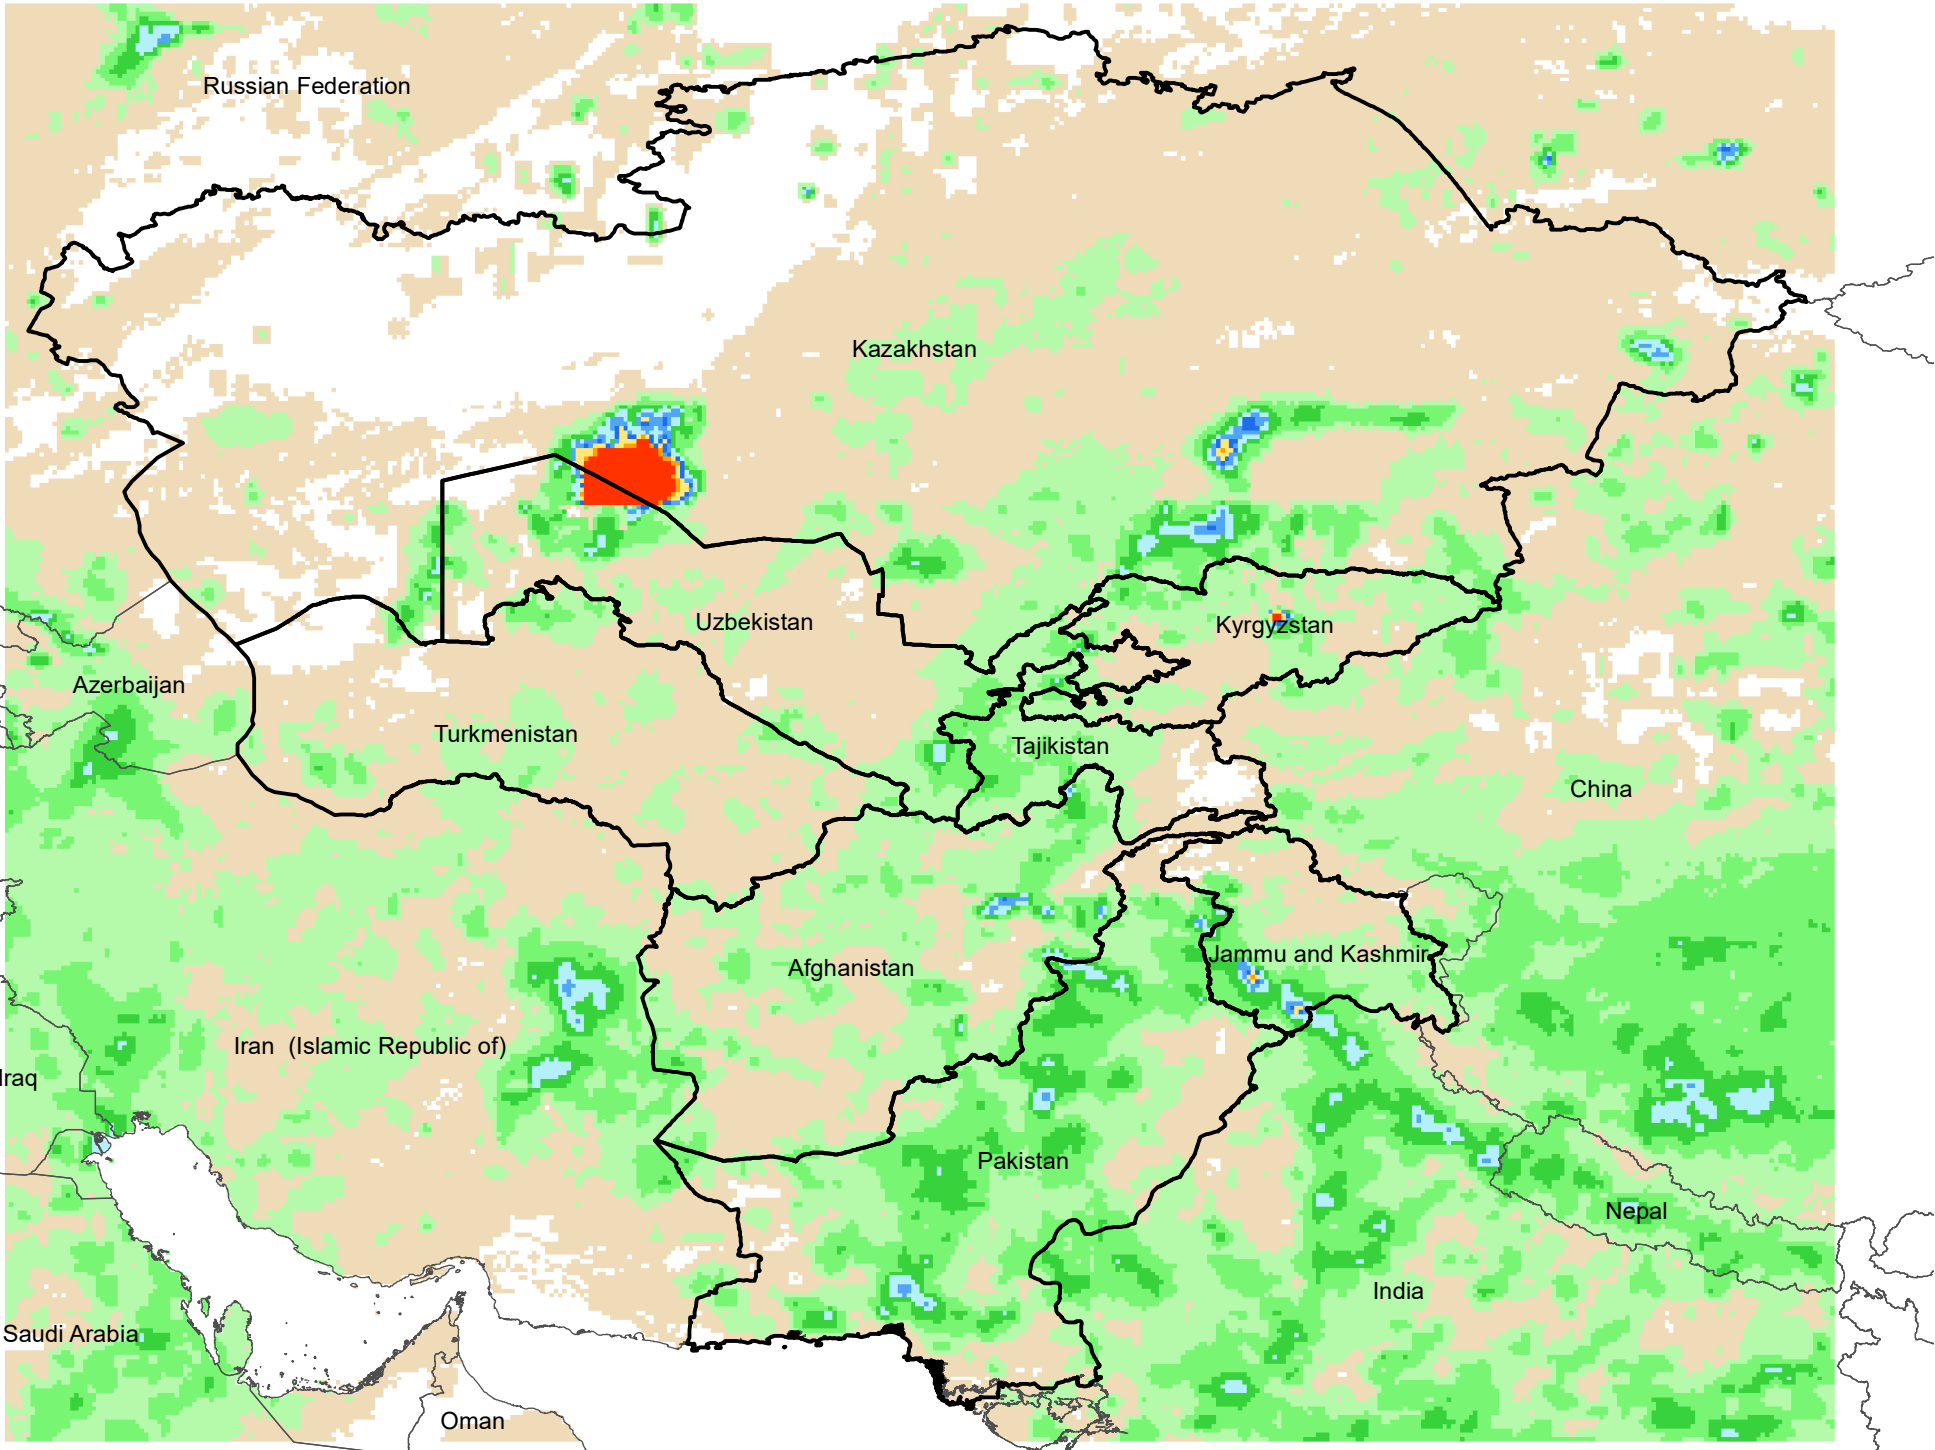 Russian Federation
Kazakhstan
Uzbekistan
Kyrgyzstan
Azerbaijan
Turkmenistan
Tajikistan
China
Afghanistan
Jammu and Kashmir
Iran  (Islamic Republic of)
Iraq
Pakistan
Nepal
India
Saudi Arabia
Oman